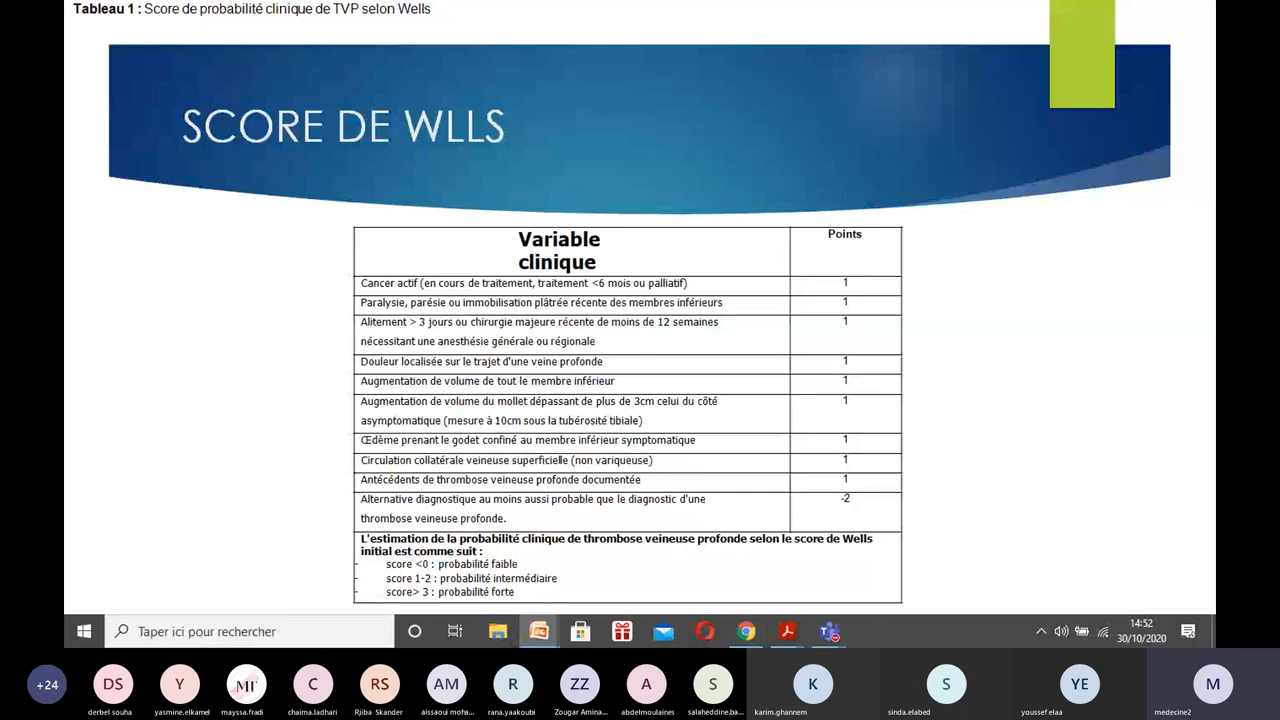 Tableau 1 : Score de probabilité clinique de TVP selon Wells
SCORE DE WLLS
Variable
clinique
Points
Cancer actif (en cours de traitement, traitement <6 mois ou palliatif)
1
Paralysie, parésie ou immobilisation plâtrée récente des membres inférieurs
1
Alitement > 3 jours ou chirurgie majeure récente de moins de 12 semaines
1
nécessitant une anesthésie générale ou régionale
Douleur localisée sur le trajet d'une veine profonde
1
Augmentation de volume de tout le membre inférieur
1
Augmentation de volume du mollet dépassant de plus de 3cm celui du côté
1
asymptomatique (mesure à 10cm sous la tubérosité tibiale)
Œdème prenant le godet confiné au membre inférieur symptomatique
1
Circulation collatérale veineuse superficielle (non variqueuse)
1
Antécédents de thrombose veineuse profonde documentée
1
Alternative diagnostique au moins aussi probable que le diagnostic d'une
-2
thrombose veineuse profonde.
L'estimation de la probabilité clinique de thrombose veineuse profonde selon le score de Wells
initial est comme suit :
- score <0 : probabilité faible
- score 1-2 : probabilité intermédiaire
- score> 3 : probabilité forte
Taper ici pour rechercher
14:52
30/10/2020
+24
DS
Y
MF
C
RS
AM
R
ZZ
A
S
K
S
YE
M
derbel souha
yasmine.elkamel
mayssa.fradi
chaima.ladhari
Rjiba Skander
aissaoui moha...
rana.yaakoubi
Zougar Amina...
abdelmoulaines
salaheddine.ba...
karim.ghannem
sinda.elabed
youssef elaa
medecine2